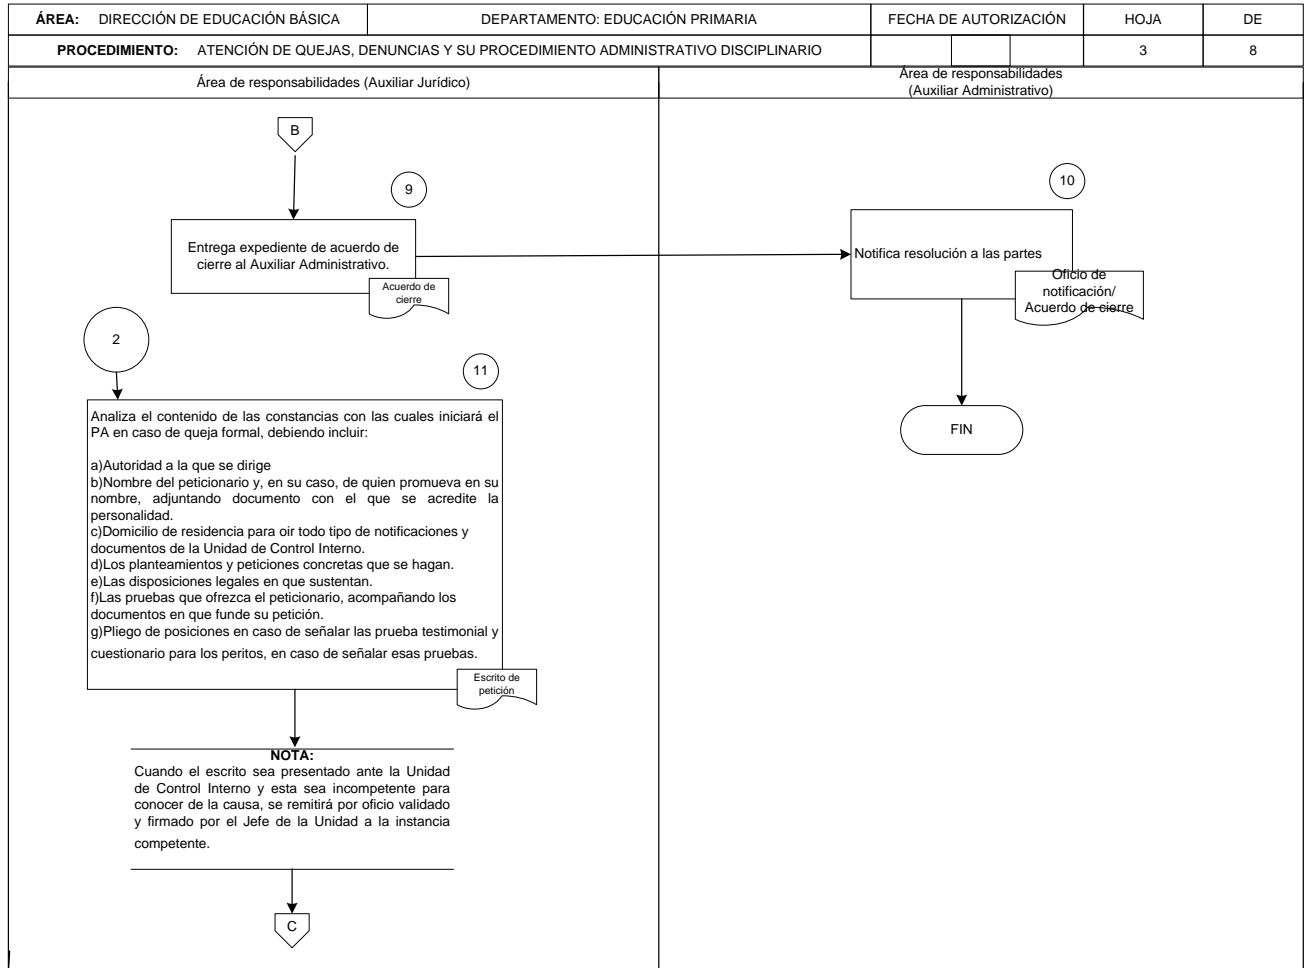 ÁREA: DIRECCIÓN DE EDUCACIÓN BÁSICA
DEPARTAMENTO: EDUCACIÓN PRIMARIA
FECHA DE AUTORIZACIÓN
HOJA
DE
PROCEDIMIENTO: ATENCIÓN DE QUEJAS, DENUNCIAS Y SU PROCEDIMIENTO ADMINISTRATIVO DISCIPLINARIO
3
8
Área de responsabilidades (Auxiliar Jurídico)
Área de responsabilidades
(Auxiliar Administrativo)
B
9
Entrega expediente de acuerdo de
cierre al Auxiliar Administrativo.
Acuerdo de
cierre
10
Notifica resolución a las partes
Oficio de
notificación/
Acuerdo de cierre
FIN
2
11
Analiza el contenido de las constancias con las cuales iniciará el
PA en caso de queja formal, debiendo incluir:
a)Autoridad a la que se dirige
b)Nombre del peticionario y, en su caso, de quien promueva en su
nombre, adjuntando documento con el que se acredite la
personalidad.
c)Domicilio de residencia para oir todo tipo de notificaciones y
documentos de la Unidad de Control Interno.
d)Los planteamientos y peticiones concretas que se hagan.
e)Las disposiciones legales en que sustentan.
f)Las pruebas que ofrezca el peticionario, acompañando los
documentos en que funde su petición.
g)Pliego de posiciones en caso de señalar las prueba testimonial y
cuestionario para los peritos, en caso de señalar esas pruebas.
Escrito de
petición
NOTA:
Cuando el escrito sea presentado ante la Unidad
de Control Interno y esta sea incompetente para
conocer de la causa, se remitirá por oficio validado
y firmado por el Jefe de la Unidad a la instancia
competente.
C